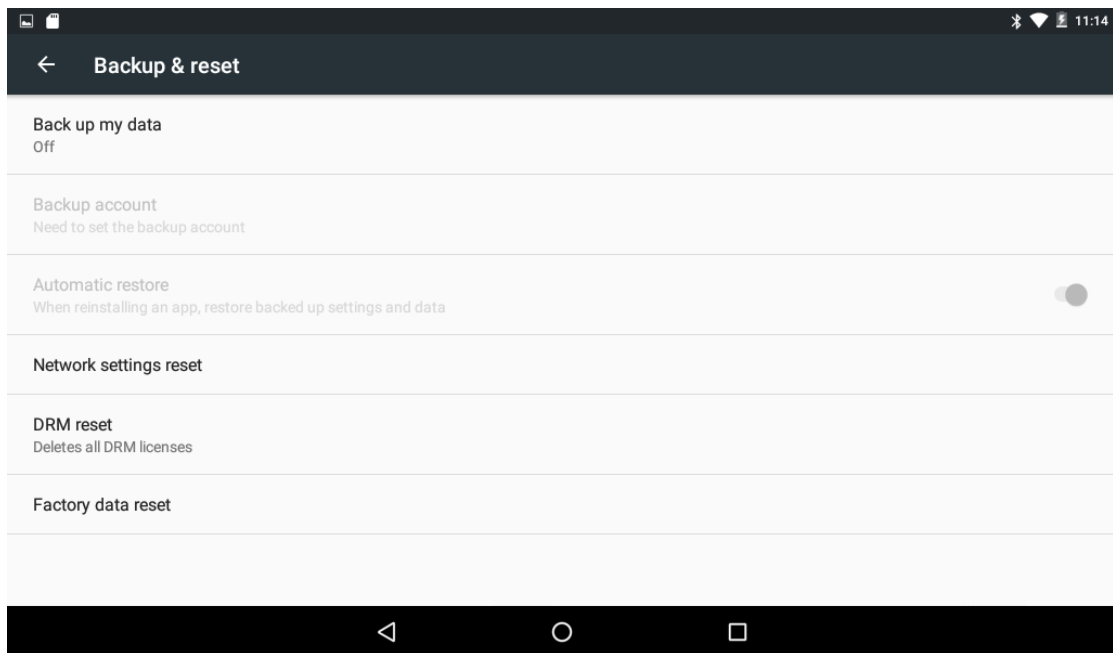 11:14
Backup & reset
Back up my data
Off
Backup account
Need to set the backup account
Automatic restore
When reinstalling an app, restore backed up settings and data
Network settings reset
DRM reset
Deletes all DRM licenses
Factory data reset